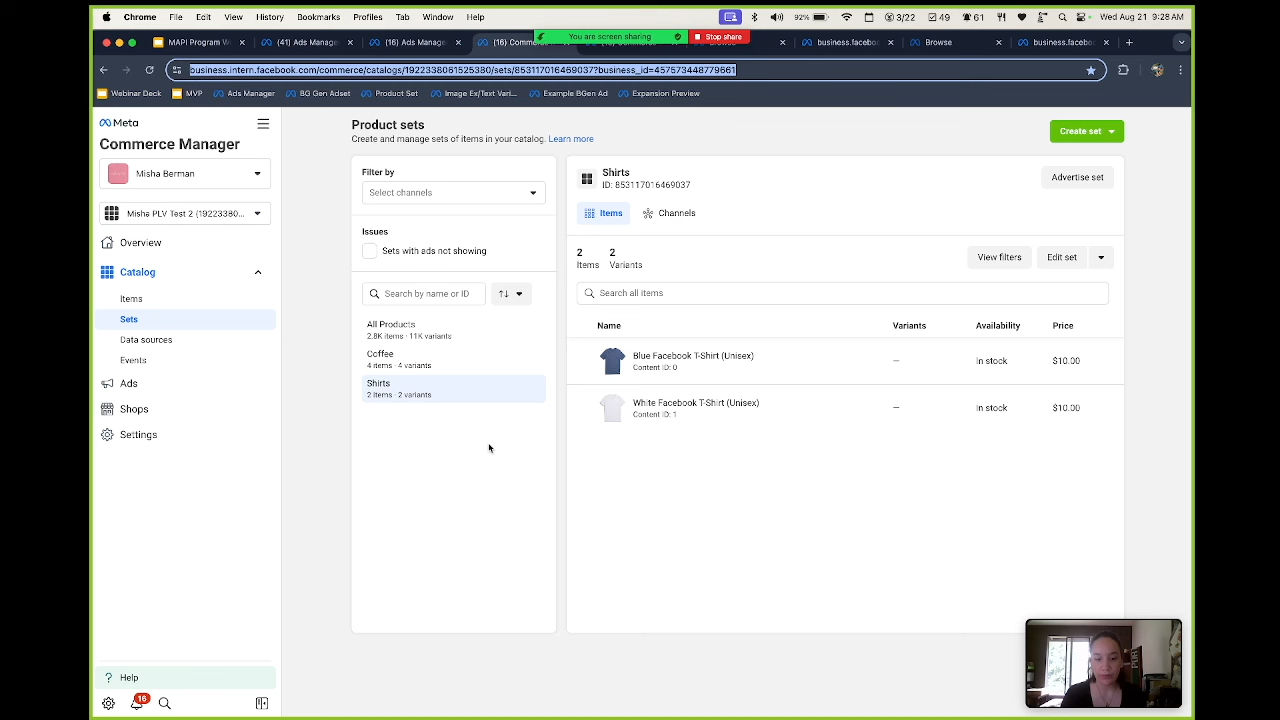 Chrome File Edit View History Bookmarks Profiles Tab Window Help
92% 3/22 49 61 Wed Aug 21 9:28 AM
You are screen sharing Stop share
MAPI Program W (41) Ads Manage (16) Ads Manage (16) Commerc business.facebo Browse business.facebo
business.intern.facebook.com/commerce/catalogs/1922338061525380/sets/853117016469037?business_id=457573448779661
Webinar Deck MVP Ads Manager BG Gen Adset Product Set Image Ex/Text Vari... Example BGen Ad Expansion Preview
Meta
Commerce Manager
Misha Berman
Misha PLV Test 2 (19223380...
Overview
Catalog
Items
Sets
Data sources
Events
Ads
Shops
Settings
Help
16
Product sets
Create and manage sets of items in your catalog. Learn more
Create set
Filter by
Select channels
Issues
Sets with ads not showing
Search by name or ID
All Products
2.8K items · 11K variants
Coffee
4 items · 4 variants
Shirts
2 items · 2 variants
Shirts
ID: 853117016469037
Advertise set
Items Channels
2 2
Items Variants
View filters Edit set
Search all items
Name Variants Availability Price
Blue Facebook T-Shirt (Unisex)
Content ID: 0
— In stock $10.00
White Facebook T-Shirt (Unisex)
Content ID: 1
— In stock $10.00